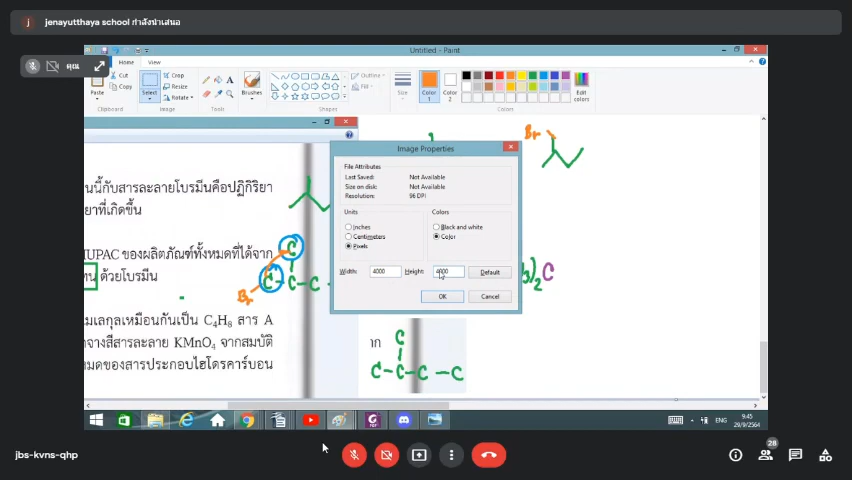 j jenayutthaya school กำลังนำเสนอ
Untitled - Paint
คุณ
Home View
Cut
Copy
Paste
Clipboard
Select
Crop
Resize
Rotate
Image
A
Tools
Brushes
Shapes
Outline
Fill
Size
Color 1
Color 2
Colors
Edit colors
Image Properties
File Attributes
Last Saved: Not Available
Size on disk: Not Available
Resolution: 96 DPI
Units
Colors
Inches
Centimeters
Pixels
Black and white
Color
Width: 4000 Height: 4000 Default
OK Cancel
Br
นนี้กับสารละลายโบรมีนคือปฏิกิริยา
ยาที่เกิดขึ้น
IUPAC ของผลิตภัณฑ์ทั้งหมดที่ได้จาก
ทน ด้วยโบรมีน
C
C - C - C
Br
)2 C
มเลกุลเหมือนกันเป็น C4H8 สาร A
กจางสีสารละลาย KMnO4 จากสมบัติ
หมดของสารประกอบไฮโดรคาร์บอน
าก
C
C - C - C - C
ENG
9:45
29/9/2564
jbs-kvns-qhp
28